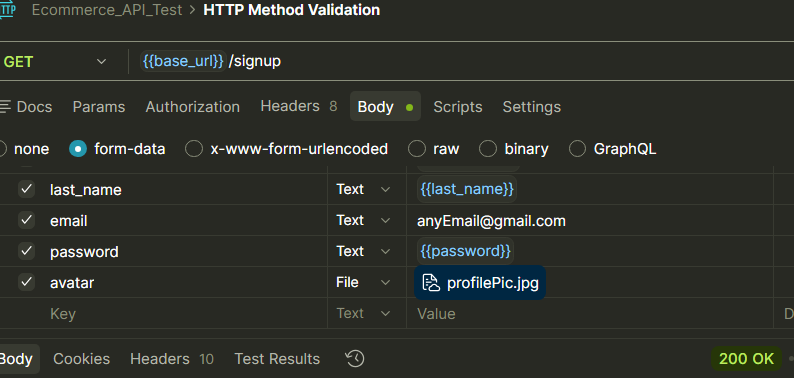 HTTP Ecommerce_API_Test > HTTP Method Validation
GET {{base_url}} /signup
Docs Params Authorization Headers 8 Body Scripts Settings
none form-data x-www-form-urlencoded raw binary GraphQL
last_name Text {{last_name}}
email Text anyEmail@gmail.com
password Text {{password}}
avatar File profilePic.jpg
Key Text Value D
Body Cookies Headers 10 Test Results 200 OK